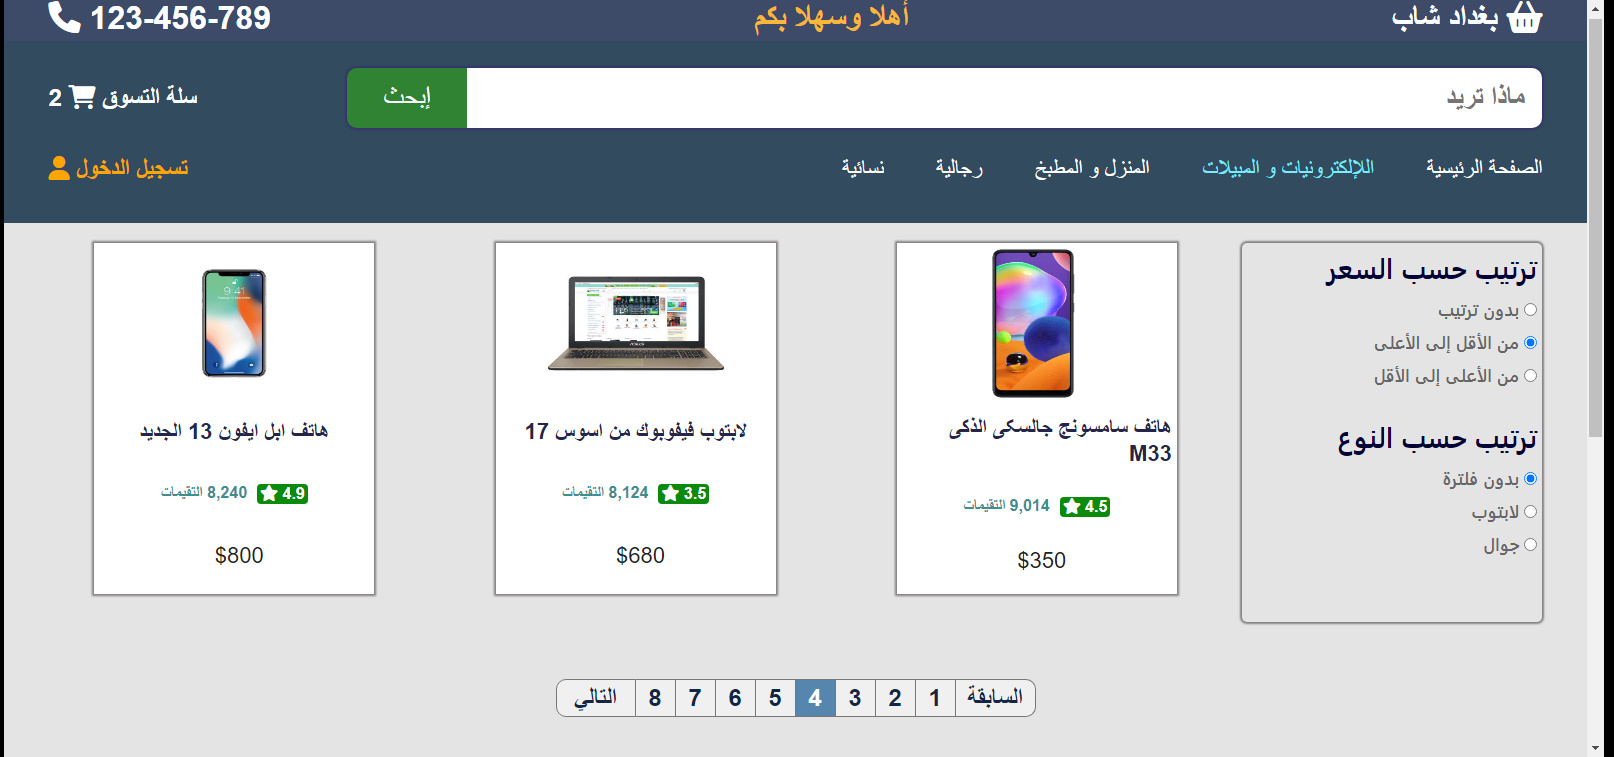 بغداد شاب
أهلا وسهلا بكم
123-456-789
ماذا تريد
إبحث
سلة التسوق 2
الصفحة الرئيسية
اللإلكترونيات و المبيلات
المنزل و المطبخ
رجالية
نسائية
تسجيل الدخول
ترتيب حسب السعر
بدون ترتيب
من الأقل إلى الأعلى
من الأعلى إلى الأقل
ترتيب حسب النوع
بدون فلترة
لابتوب
جوال
هاتف سامسونج جالسكى الذكى
M33
4.5 9,014 التقيمات
$350
لابتوب فيفوبوك من اسوس 17
3.5 8,124 التقيمات
$680
9:41
هاتف ابل ايفون 13 الجديد
4.9 8,240 التقيمات
$800
السابقة 1 2 3 4 5 6 7 8 التالي